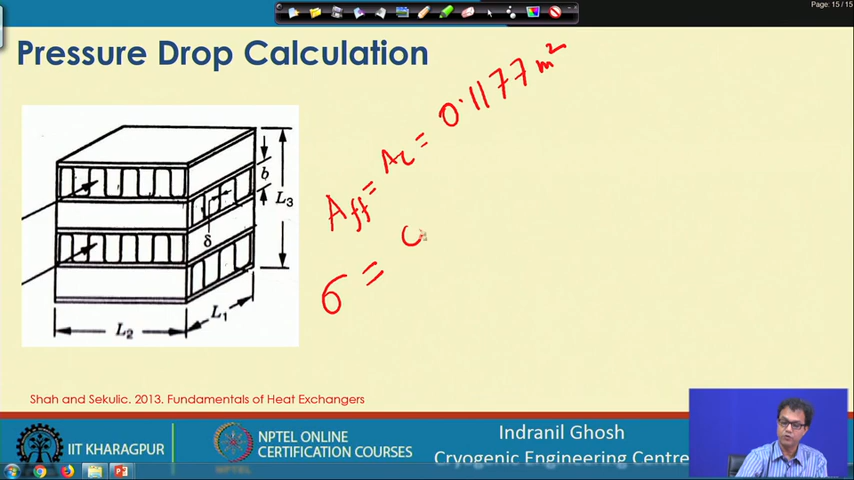 Page: 15 / 15
Pressure Drop Calculation
Aff = Ac = 0.1177 m²
b
L3
δ
σ =
L2
L1
Shah and Sekulic. 2013. Fundamentals of Heat Exchangers
IIT KHARAGPUR
NPTEL ONLINE
CERTIFICATION COURSES
Indranil Ghosh
Cryogenic Engineering Centre